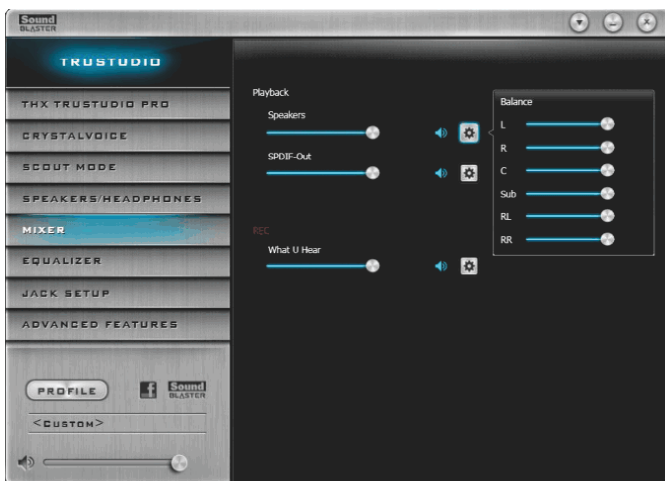 Sound
BLASTER
TRUSTUDIO
THX TRUSTUDIO PRO
CRYSTALVOICE
SCOUT MODE
SPEAKERS/HEADPHONES
MIXER
EQUALIZER
JACK SETUP
ADVANCED FEATURES
PROFILE
f
Sound
BLASTER
<CUSTOM>
Playback
Speakers
SPDIF-Out
REC
What U Hear
Balance
L
R
C
Sub
RL
RR